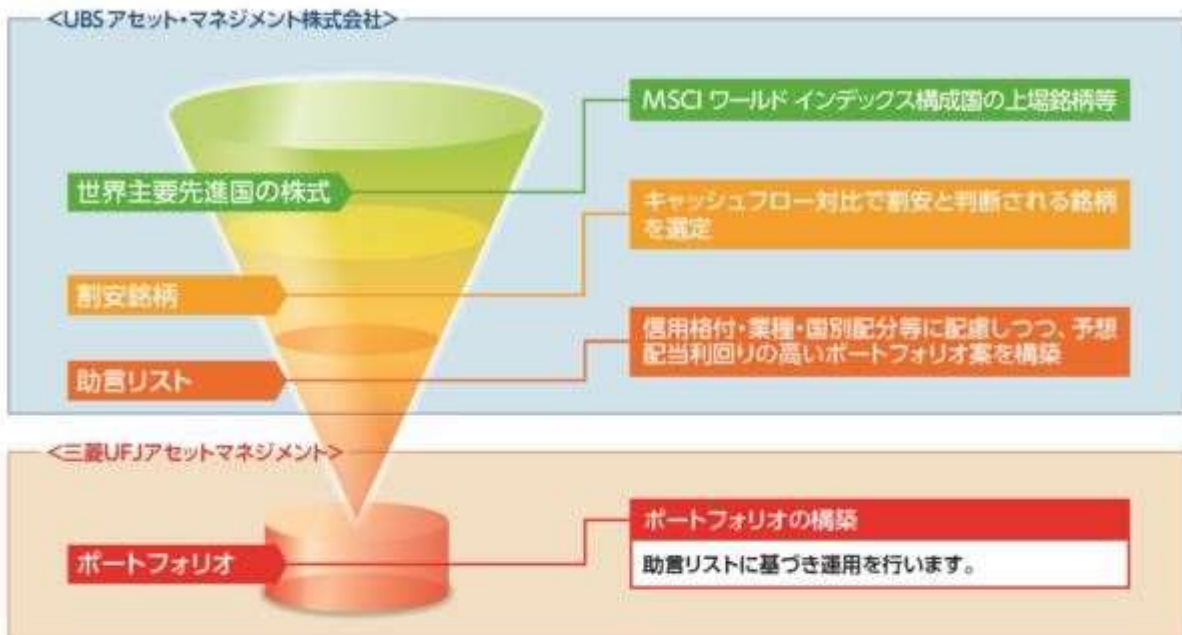 <UBSアセット・マネジメント株式会社>
MSCI ワールド インデックス構成国の上場銘柄等
世界主要先進国の株式
キャッシュフロー対比で割安と判断される銘柄
を選定
割安銘柄
信用格付・業種・国別配分等に配慮しつつ、予想
配当利回りの高いポートフォリオ案を構築
助言リスト
<三菱UFJアセットマネジメント>
ポートフォリオの構築
ポートフォリオ
助言リストに基づき運用を行います。